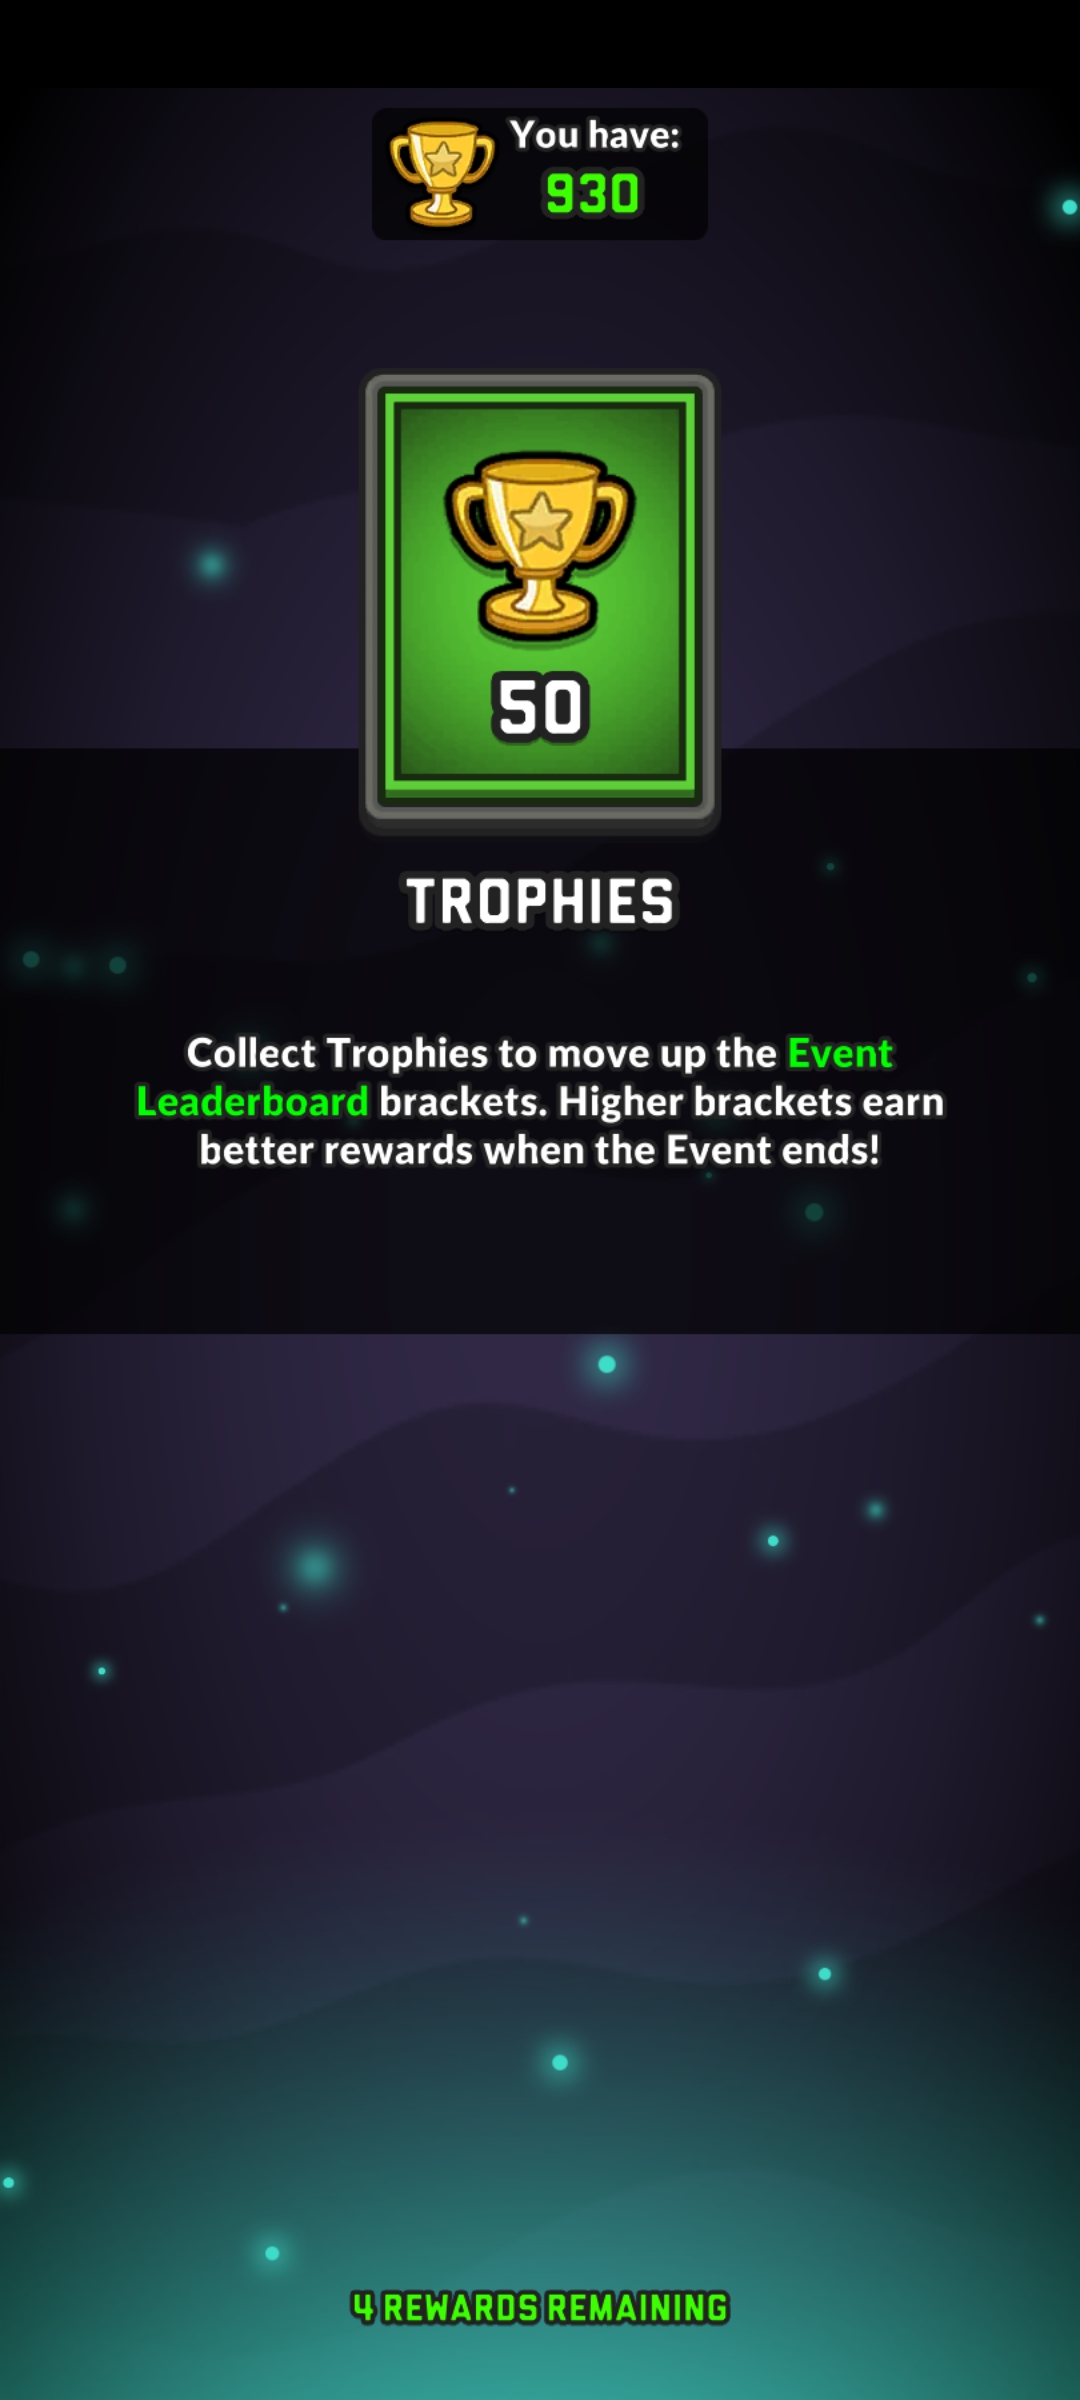 You have:
930
50
TROPHIES
Collect Trophies to move up the Event
Leaderboard brackets. Higher brackets earn
better rewards when the Event ends!
4 REWARDS REMAINING